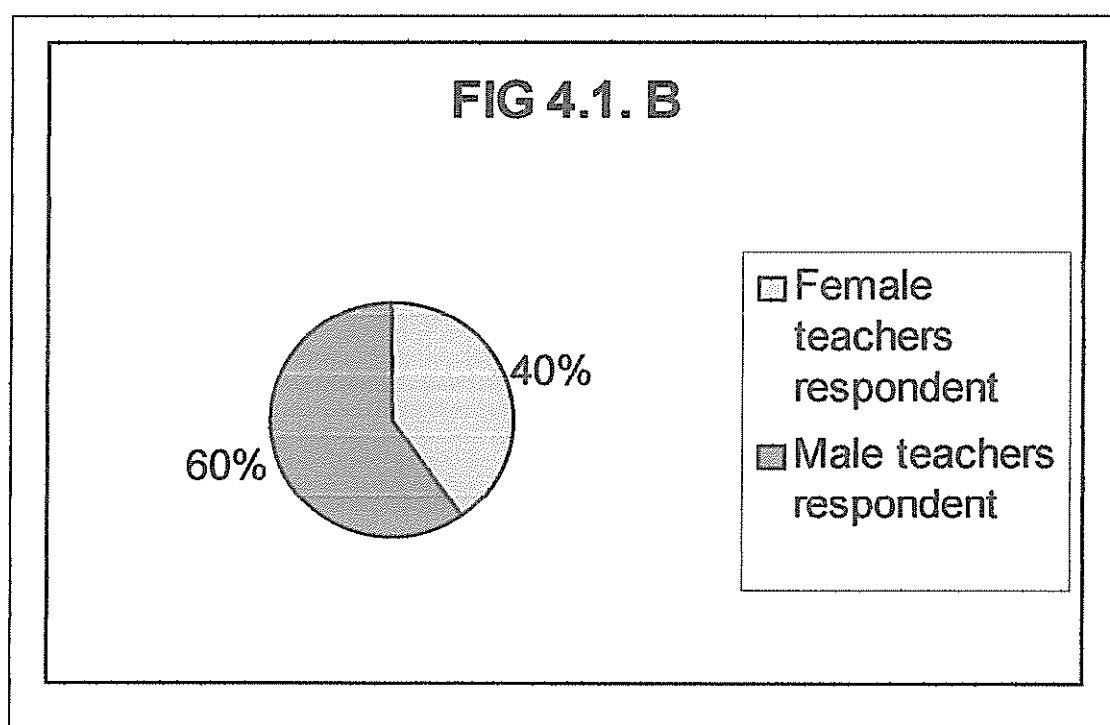 FIG 4.1. B
40%
60%
Female
teachers
respondent
Male teachers
respondent